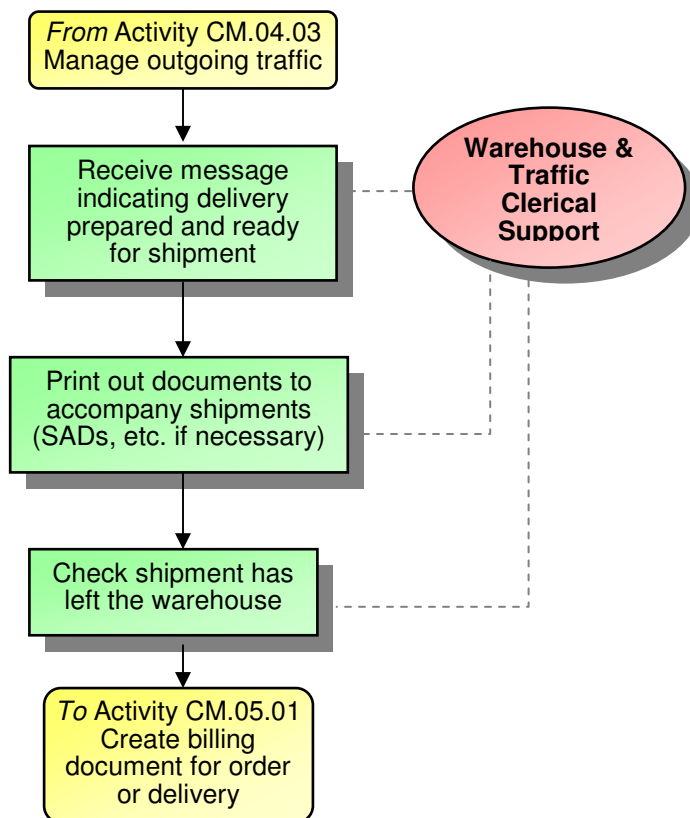 From Activity CM.04.03
Manage outgoing traffic
Receive message
indicating delivery
prepared and ready
for shipment
Warehouse &
Traffic
Clerical
Support
Print out documents to
accompany shipments
(SADs, etc. if necessary)
Check shipment has
left the warehouse
To Activity CM.05.01
Create billing
document for order
or delivery